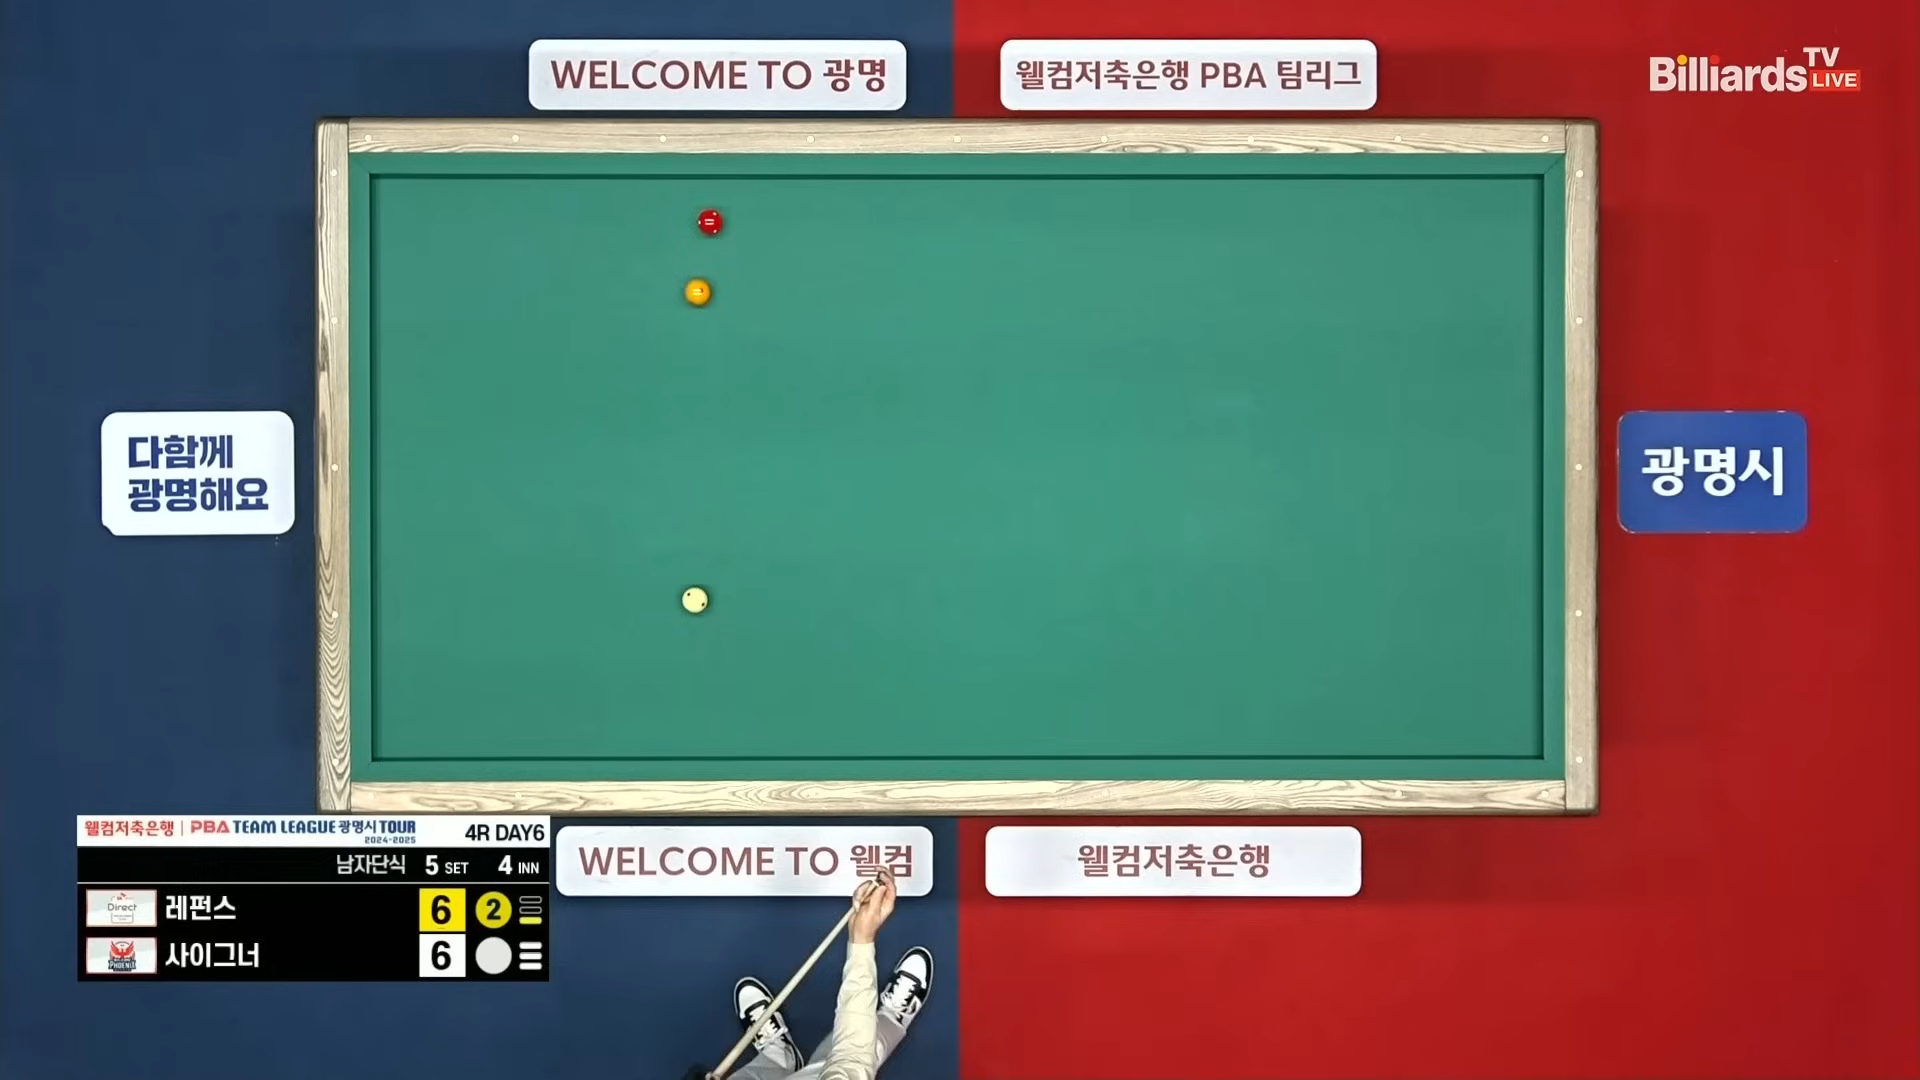 WELCOME TO 광명
웰컴저축은행 PBA 팀리그
Billiards TV
LIVE
다함께
광명해요
광명시
웰컴저축은행 | PBA TEAM LEAGUE 광명시 TOUR
2024-2025
4R DAY6
남자단식 5 SET 4 INN
Direct
레펀스 6 2
PHOENIX
사이그너 6
WELCOME TO 웰컴
웰컴저축은행